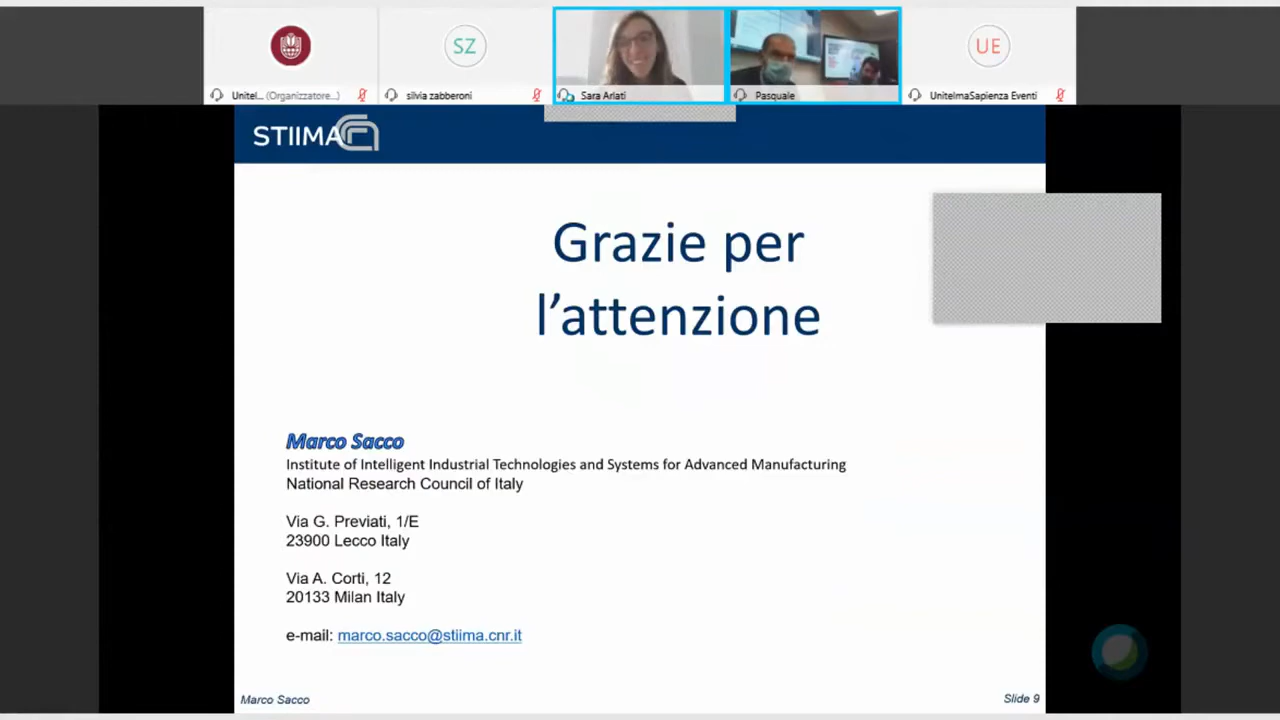 SZ
UE
Unitel... (Organizzatore...)
silvia zabberoni
Sara Arlati
Pasquale
UnitelmaSapienza Eventi
STIIMA
Grazie per
l'attenzione
Marco Sacco
Institute of Intelligent Industrial Technologies and Systems for Advanced Manufacturing
National Research Council of Italy
Via G. Previati, 1/E
23900 Lecco Italy
Via A. Corti, 12
20133 Milan Italy
e-mail: marco.sacco@stiima.cnr.it
Marco Sacco
Slide 9